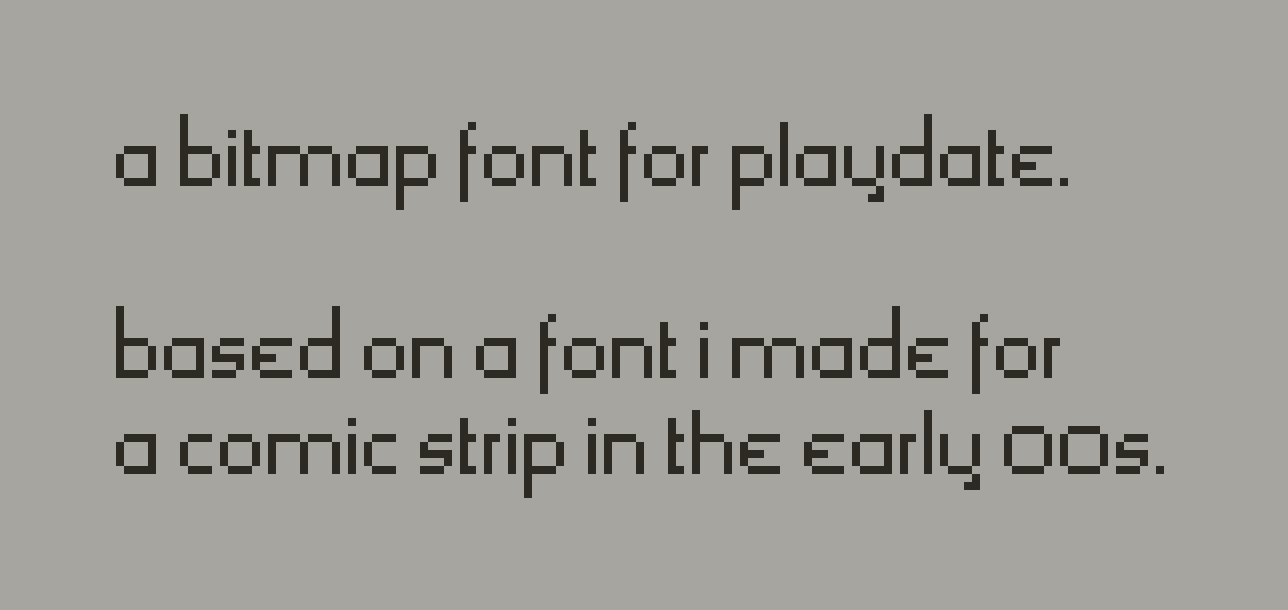 a bitmap font for playdate.
based on a font i made for
a comic strip in the early 00s.